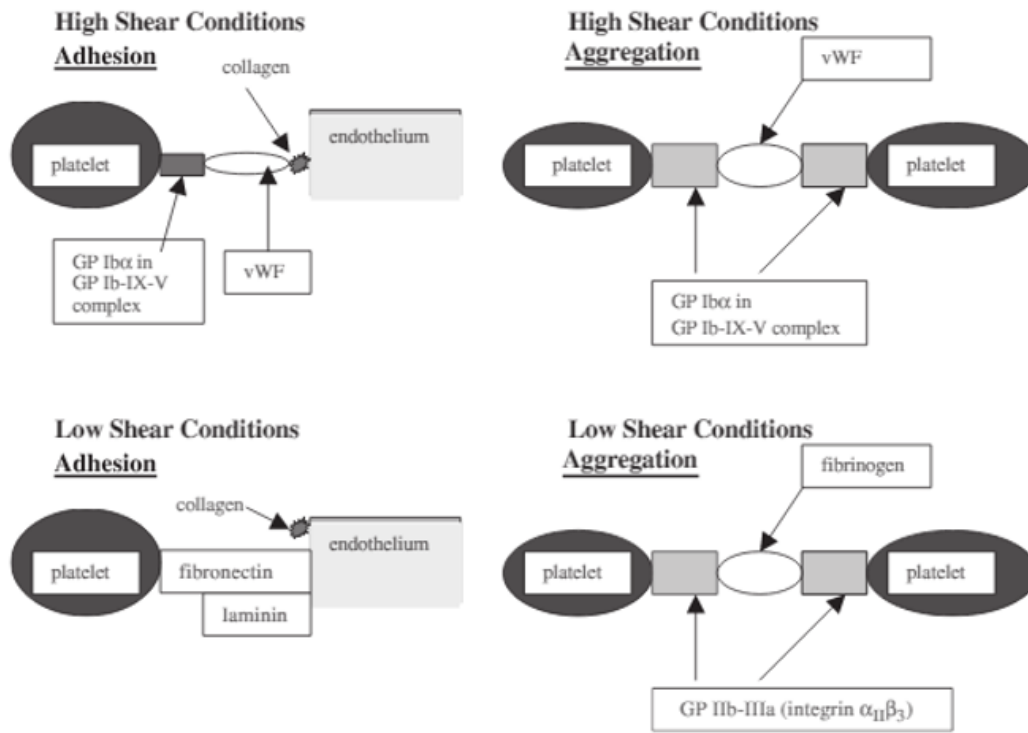 High Shear Conditions
Adhesion
collagen
endothelium
platelet
GP Ibα in
GP Ib-IX-V
complex
vWF
High Shear Conditions
Aggregation
vWF
platelet
platelet
GP Ibα in
GP Ib-IX-V complex
Low Shear Conditions
Adhesion
collagen
endothelium
platelet
fibronectin
laminin
Low Shear Conditions
Aggregation
fibrinogen
platelet
platelet
GP IIb-IIIa (integrin α_IIβ_3)